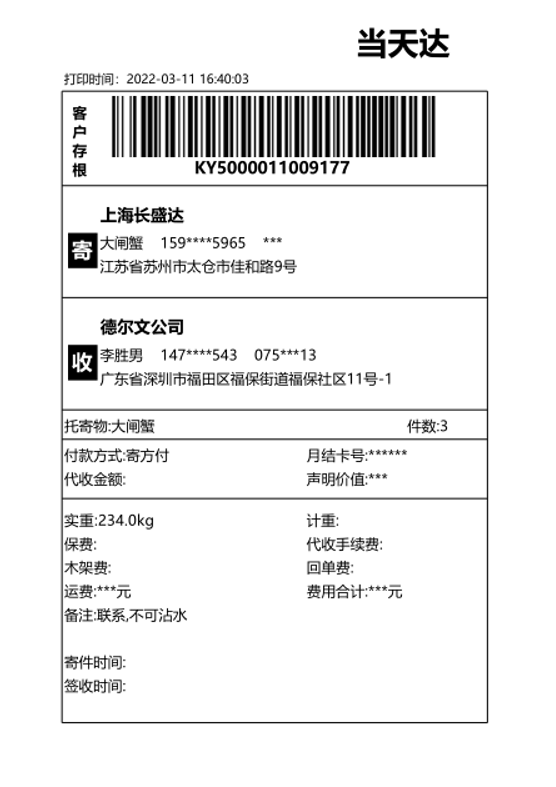 当天达
打印时间：2022-03-11 16:40:03
客户存根
KY5000011009177
上海长盛达
寄
大闸蟹 159****5965 ***
江苏省苏州市太仓市佳和路9号
德尔文公司
收
李胜男 147****543 075***13
广东省深圳市福田区福保街道福保社区11号-1
托寄物:大闸蟹 件数:3
付款方式:寄方付 月结卡号:******
代收金额: 声明价值:***
实重:234.0kg 计重:
保费: 代收手续费:
木架费: 回单费:
运费:***元 费用合计:***元
备注:联系,不可沾水
寄件时间:
签收时间: